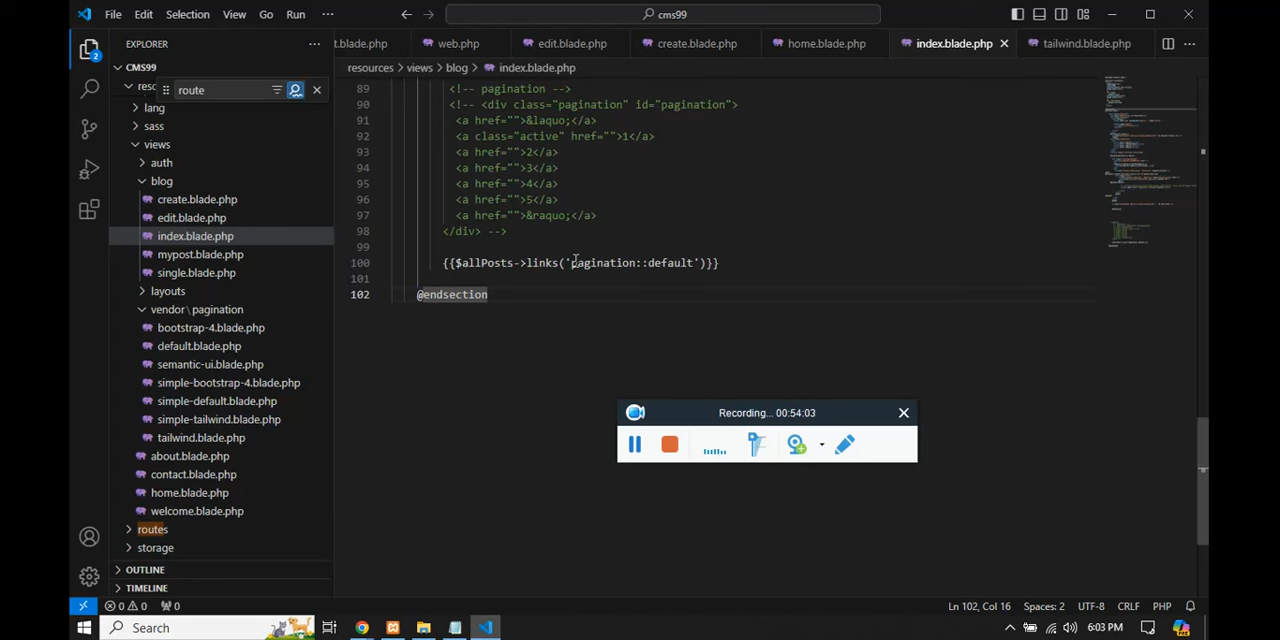 File Edit Selection View Go Run ··· cms99
EXPLORER ···
t.blade.php web.php edit.blade.php create.blade.php home.blade.php index.blade.php tailwind.blade.php ···
CMS99
resources > views > blog > index.blade.php
route
lang
sass
views
auth
blog
create.blade.php
edit.blade.php
index.blade.php
mypost.blade.php
single.blade.php
layouts
vendor\pagination
bootstrap-4.blade.php
default.blade.php
semantic-ui.blade.php
simple-bootstrap-4.blade.php
simple-default.blade.php
simple-tailwind.blade.php
tailwind.blade.php
about.blade.php
contact.blade.php
home.blade.php
welcome.blade.php
routes
storage
OUTLINE
TIMELINE
2
89 <!-- pagination -->
90 <!-- <div class="pagination" id="pagination">
91 <a href="">&laquo;</a>
92 <a class="active" href="">1</a>
93 <a href="">2</a>
94 <a href="">3</a>
95 <a href="">4</a>
96 <a href="">5</a>
97 <a href="">&raquo;</a>
98 </div> -->
99
100 {{$allPosts->links('pagination::default')}}
101
102 @endsection
Recording... 00:54:03
0 0 0 Ln 102, Col 16 Spaces: 2 UTF-8 CRLF PHP
Search 6:03 PM